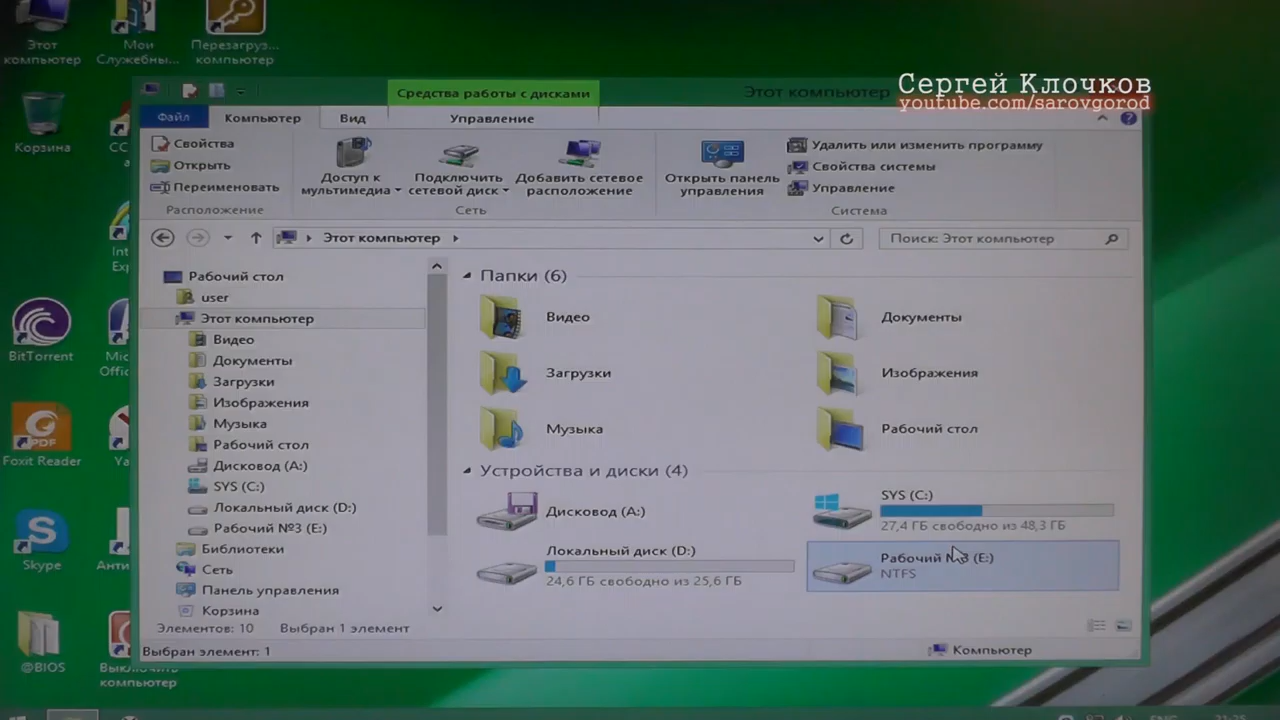 Этот компьютер
Мои Служебны...
Перезагруз... компьютер
Корзина
BitTorrent
Foxit Reader
Skype
@BIOS
Выключить компьютер
Сергей Клочков
youtube.com/sarovgorod
Средства работы с дисками
Этот компьютер
Файл
Компьютер
Вид
Управление
Свойства
Открыть
Переименовать
Расположение
Доступ к мультимедиа
Подключить сетевой диск
Добавить сетевое расположение
Сеть
Открыть панель управления
Удалить или изменить программу
Свойства системы
Управление
Система
Этот компьютер
Поиск: Этот компьютер
Рабочий стол
user
Этот компьютер
Видео
Документы
Загрузки
Изображения
Музыка
Рабочий стол
Дисковод (A:)
SYS (C:)
Локальный диск (D:)
Рабочий №3 (E:)
Библиотеки
Сеть
Панель управления
Корзина
Папки (6)
Видео
Документы
Загрузки
Изображения
Музыка
Рабочий стол
Устройства и диски (4)
Дисковод (A:)
SYS (C:)
27,4 ГБ свободно из 48,3 ГБ
Локальный диск (D:)
24,6 ГБ свободно из 25,6 ГБ
Рабочий №3 (E:)
NTFS
Элементов: 10
Выбран 1 элемент
Выбран элемент: 1
Компьютер